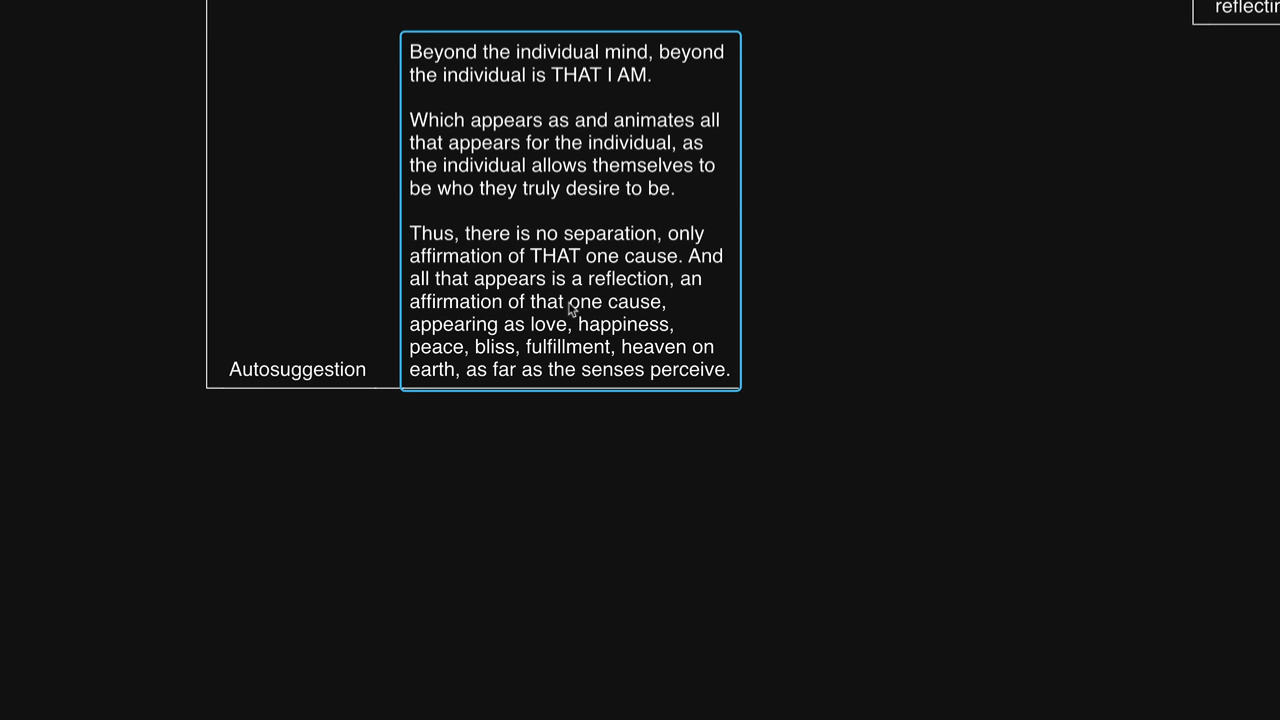 reflectin
Beyond the individual mind, beyond
the individual is THAT I AM.
Which appears as and animates all
that appears for the individual, as
the individual allows themselves to
be who they truly desire to be.
Thus, there is no separation, only
affirmation of THAT one cause. And
all that appears is a reflection, an
affirmation of that one cause,
appearing as love, happiness,
peace, bliss, fulfillment, heaven on
earth, as far as the senses perceive.
Autosuggestion